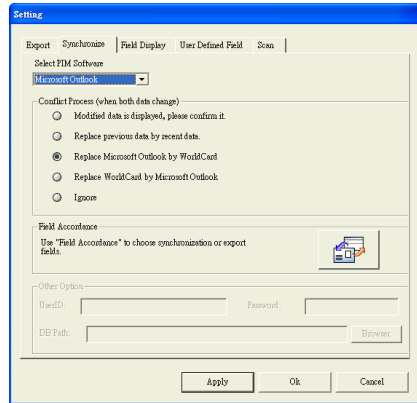 Setting
Export Synchronize Field Display User Defined Field Scan
Select PIM Software
Microsoft Outlook
Conflict Process (when both data change)
Modified data is displayed, please confirm it.
Replace previous data by recent data.
Replace Microsoft Outlook by WorldCard
Replace WorldCard by Microsoft Outlook
Ignore
Field Accordance
Use "Field Accordance" to choose synchronization or export
fields.
Other Option
UserID: Password:
DB Path: Browser
Apply Ok Cancel